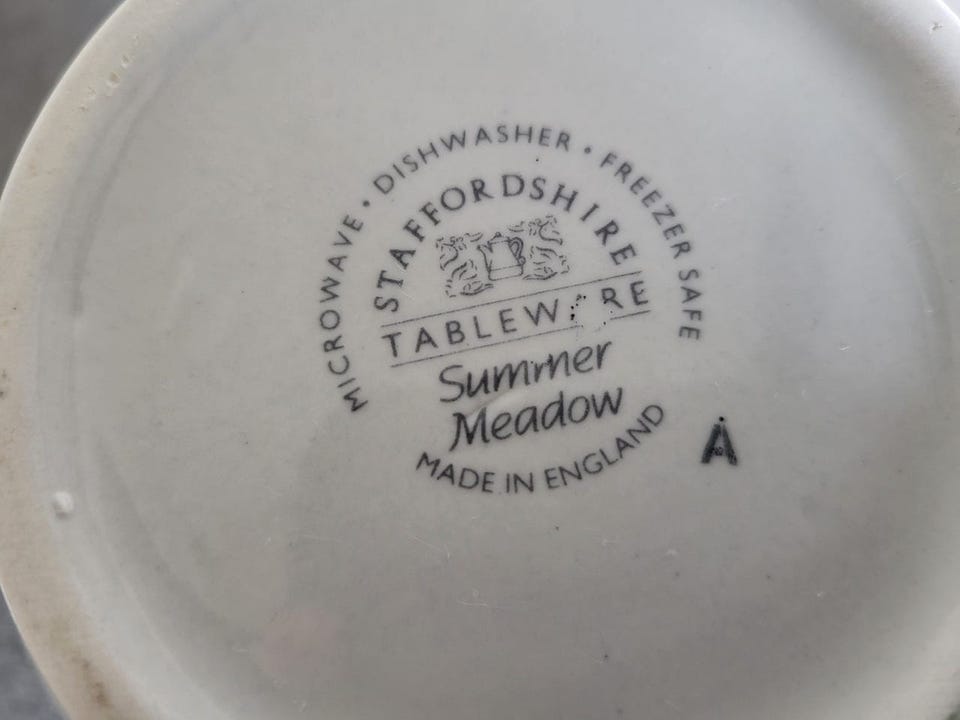 MICROWAVE • DISHWASHER • FREEZER SAFE
STAFFORDSHIRE
TABLEWARE
Summer
Meadow
MADE IN ENGLAND
A